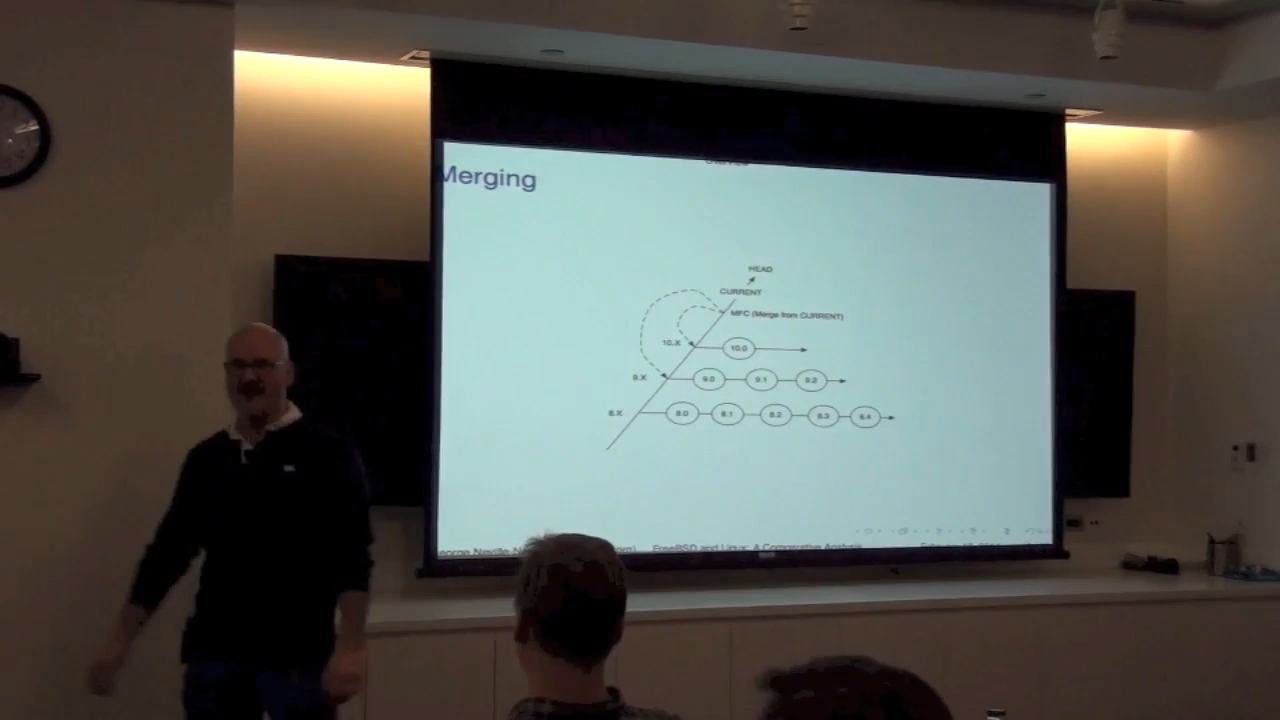 Merging
HEAD
CURRENT
MFC (Merge from CURRENT)
10.X
10.0
9.X
9.0 9.1 9.2
8.X
8.0 8.1 8.2 8.3 8.4
FreeBSD and Linux: A Comparative Analysis